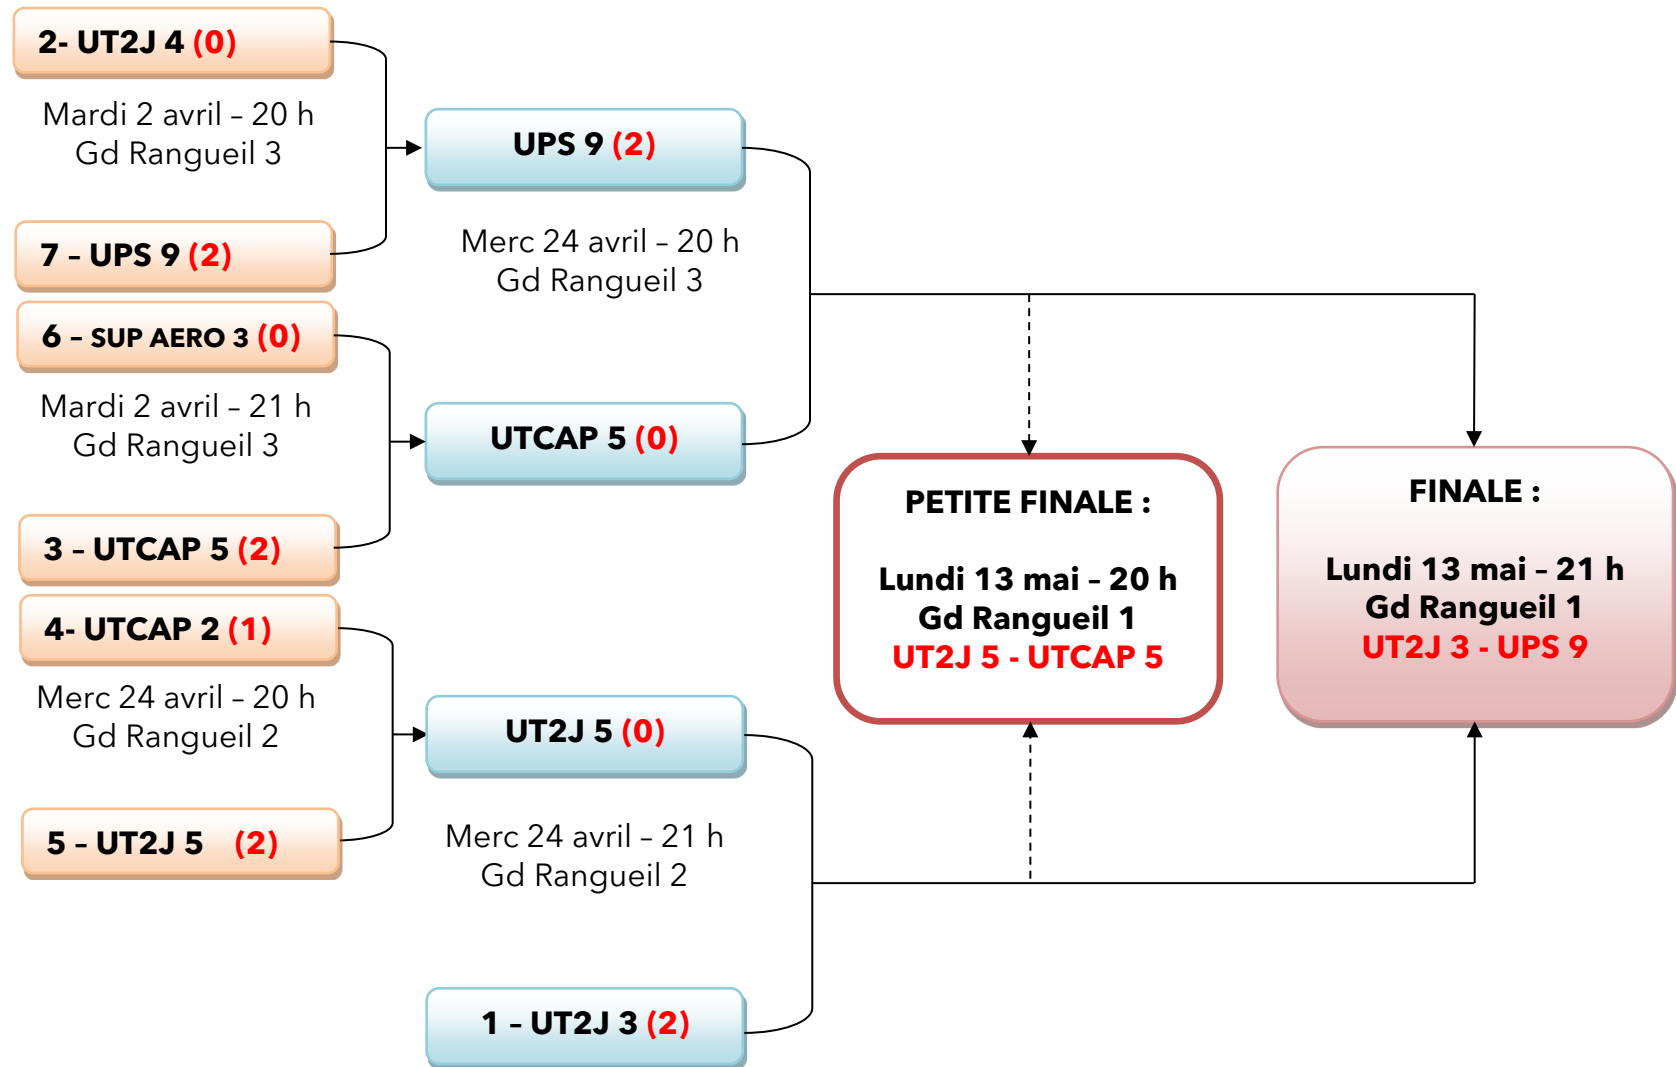 2- UT2J 4 (0)
Mardi 2 avril – 20 h
Gd Rangueil 3
7 – UPS 9 (2)
6 – SUP AERO 3 (0)
Mardi 2 avril – 21 h
Gd Rangueil 3
3 – UTCAP 5 (2)
4- UTCAP 2 (1)
Merc 24 avril – 20 h
Gd Rangueil 2
5 – UT2J 5 (2)
UPS 9 (2)
Merc 24 avril – 20 h
Gd Rangueil 3
UTCAP 5 (0)
UT2J 5 (0)
Merc 24 avril – 21 h
Gd Rangueil 2
1 – UT2J 3 (2)
PETITE FINALE :
Lundi 13 mai – 20 h
Gd Rangueil 1
UT2J 5 - UTCAP 5
FINALE :
Lundi 13 mai – 21 h
Gd Rangueil 1
UT2J 3 - UPS 9